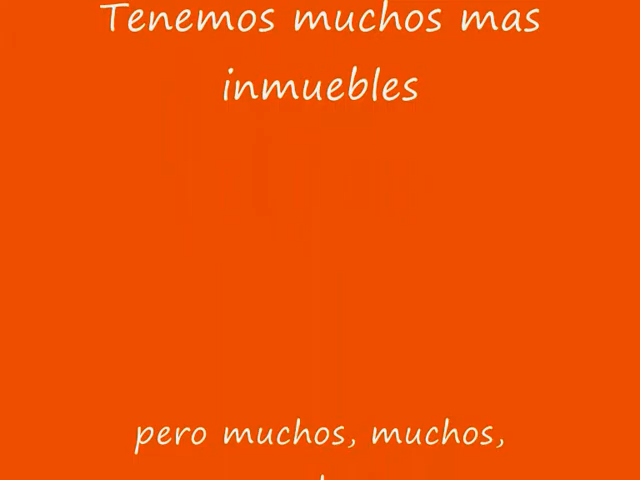 Tenemos muchos mas
inmuebles
pero muchos, muchos,